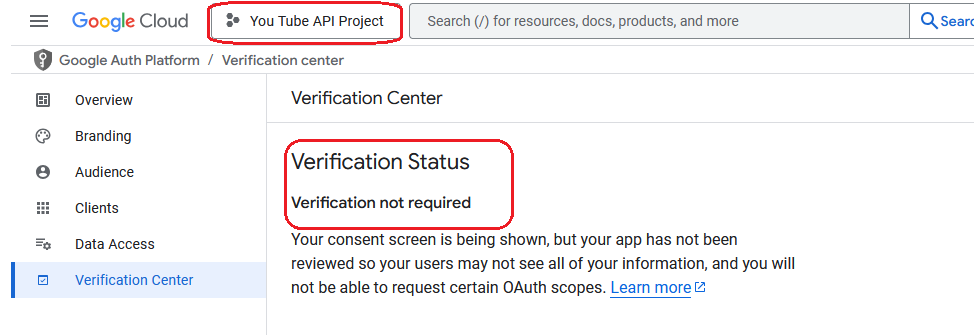 Google Cloud
You Tube API Project
Search (/) for resources, docs, products, and more
Google Auth Platform / Verification center
Overview
Branding
Audience
Clients
Data Access
Verification Center
Verification Center
Verification Status
Verification not required
Your consent screen is being shown, but your app has not been
reviewed so your users may not see all of your information, and you will
not be able to request certain OAuth scopes. Learn more